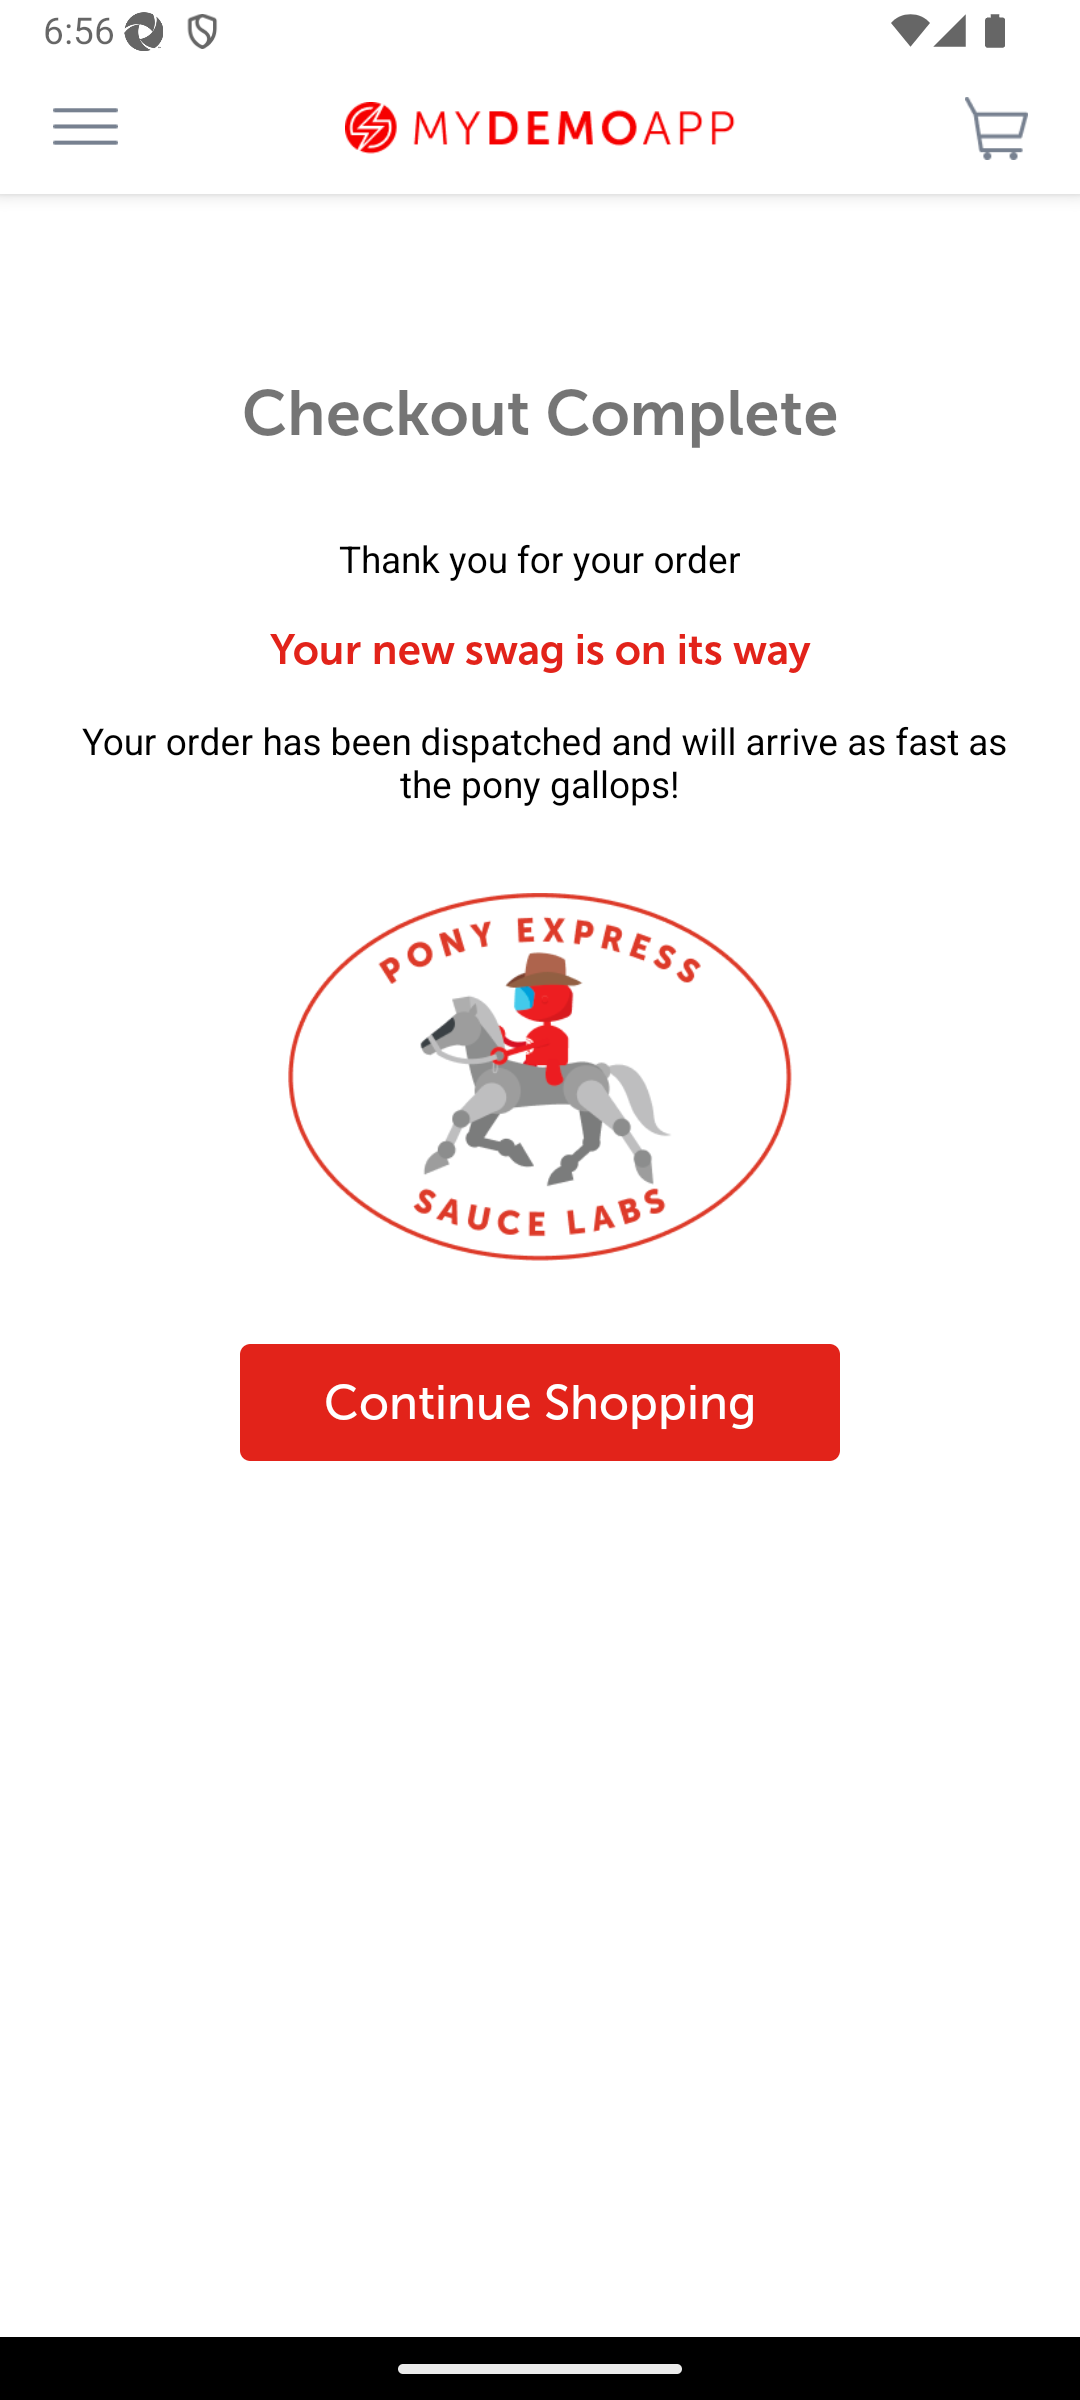 6:56
MYDEMOAPP
Checkout Complete
Thank you for your order
Your new swag is on its way
Your order has been dispatched and will arrive as fast as
the pony gallops!
PONY EXPRESS
SAUCE LABS
Continue Shopping